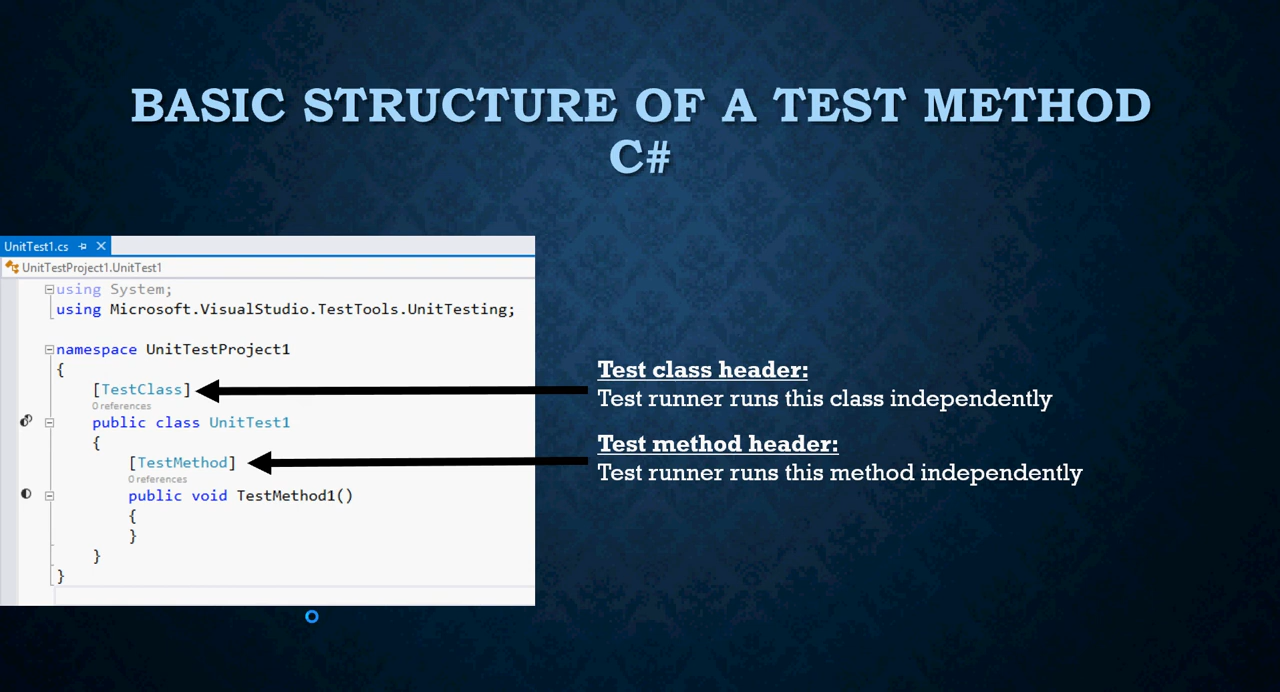 BASIC STRUCTURE OF A TEST METHOD
C#
UnitTest1.cs
UnitTestProject1.UnitTest1
using System;
using Microsoft.VisualStudio.TestTools.UnitTesting;
namespace UnitTestProject1
{
[TestClass]
0 references
public class UnitTest1
{
[TestMethod]
0 references
public void TestMethod1()
{
}
}
}
Test class header:
Test runner runs this class independently
Test method header:
Test runner runs this method independently